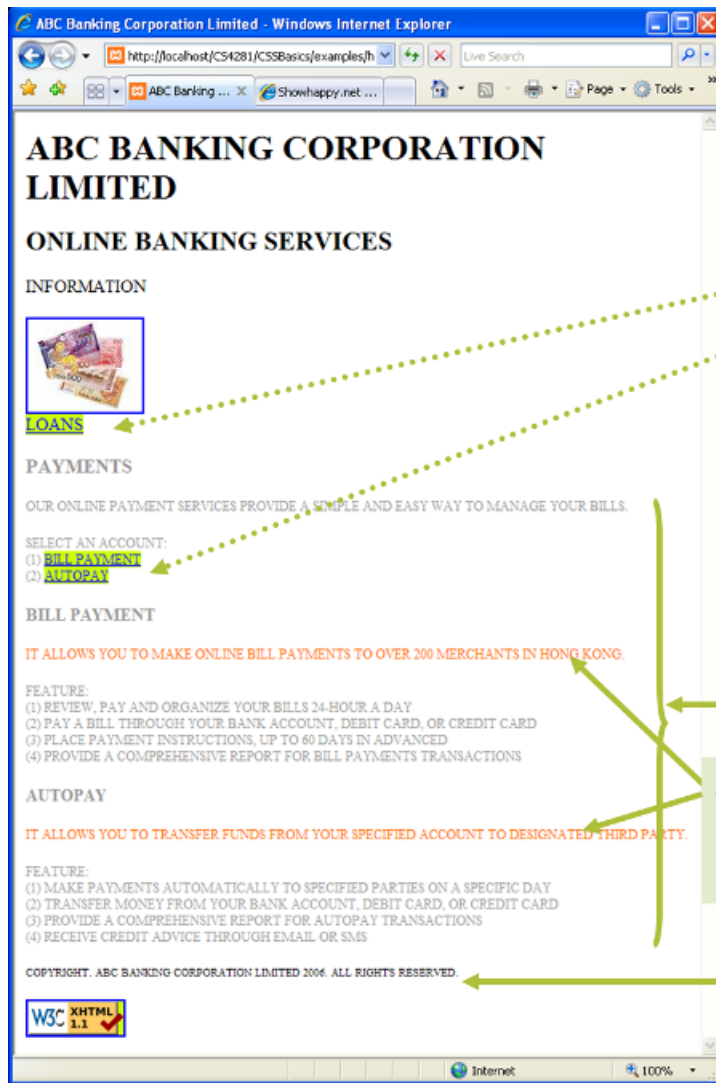 ABC Banking Corporation Limited - Windows Internet Explorer
http://localhost/CS4281/CSSBasics/examples/h
Live Search
ABC Banking ...
Showhappy.net ...
Page
Tools
ABC BANKING CORPORATION
LIMITED
ONLINE BANKING SERVICES
INFORMATION
LOANS
PAYMENTS
OUR ONLINE PAYMENT SERVICES PROVIDE A SIMPLE AND EASY WAY TO MANAGE YOUR BILLS.
SELECT AN ACCOUNT:
(1) BILL PAYMENT
(2) AUTOPAY
BILL PAYMENT
IT ALLOWS YOU TO MAKE ONLINE BILL PAYMENTS TO OVER 200 MERCHANTS IN HONG KONG.
FEATURE:
(1) REVIEW, PAY AND ORGANIZE YOUR BILLS 24-HOUR A DAY
(2) PAY A BILL THROUGH YOUR BANK ACCOUNT, DEBIT CARD, OR CREDIT CARD
(3) PLACE PAYMENT INSTRUCTIONS, UP TO 60 DAYS IN ADVANCED
(4) PROVIDE A COMPREHENSIVE REPORT FOR BILL PAYMENTS TRANSACTIONS
AUTOPAY
IT ALLOWS YOU TO TRANSFER FUNDS FROM YOUR SPECIFIED ACCOUNT TO DESIGNATED THIRD PARTY.
FEATURE:
(1) MAKE PAYMENTS AUTOMATICALLY TO SPECIFIED PARTIES ON A SPECIFIC DAY
(2) TRANSFER MONEY FROM YOUR BANK ACCOUNT, DEBIT CARD, OR CREDIT CARD
(3) PROVIDE A COMPREHENSIVE REPORT FOR AUTOPAY TRANSACTIONS
(4) RECEIVE CREDIT ADVICE THROUGH EMAIL OR SMS
COPYRIGHT. ABC BANKING CORPORATION LIMITED 2006. ALL RIGHTS RESERVED.
W3C XHTML 1.1
Internet
100%